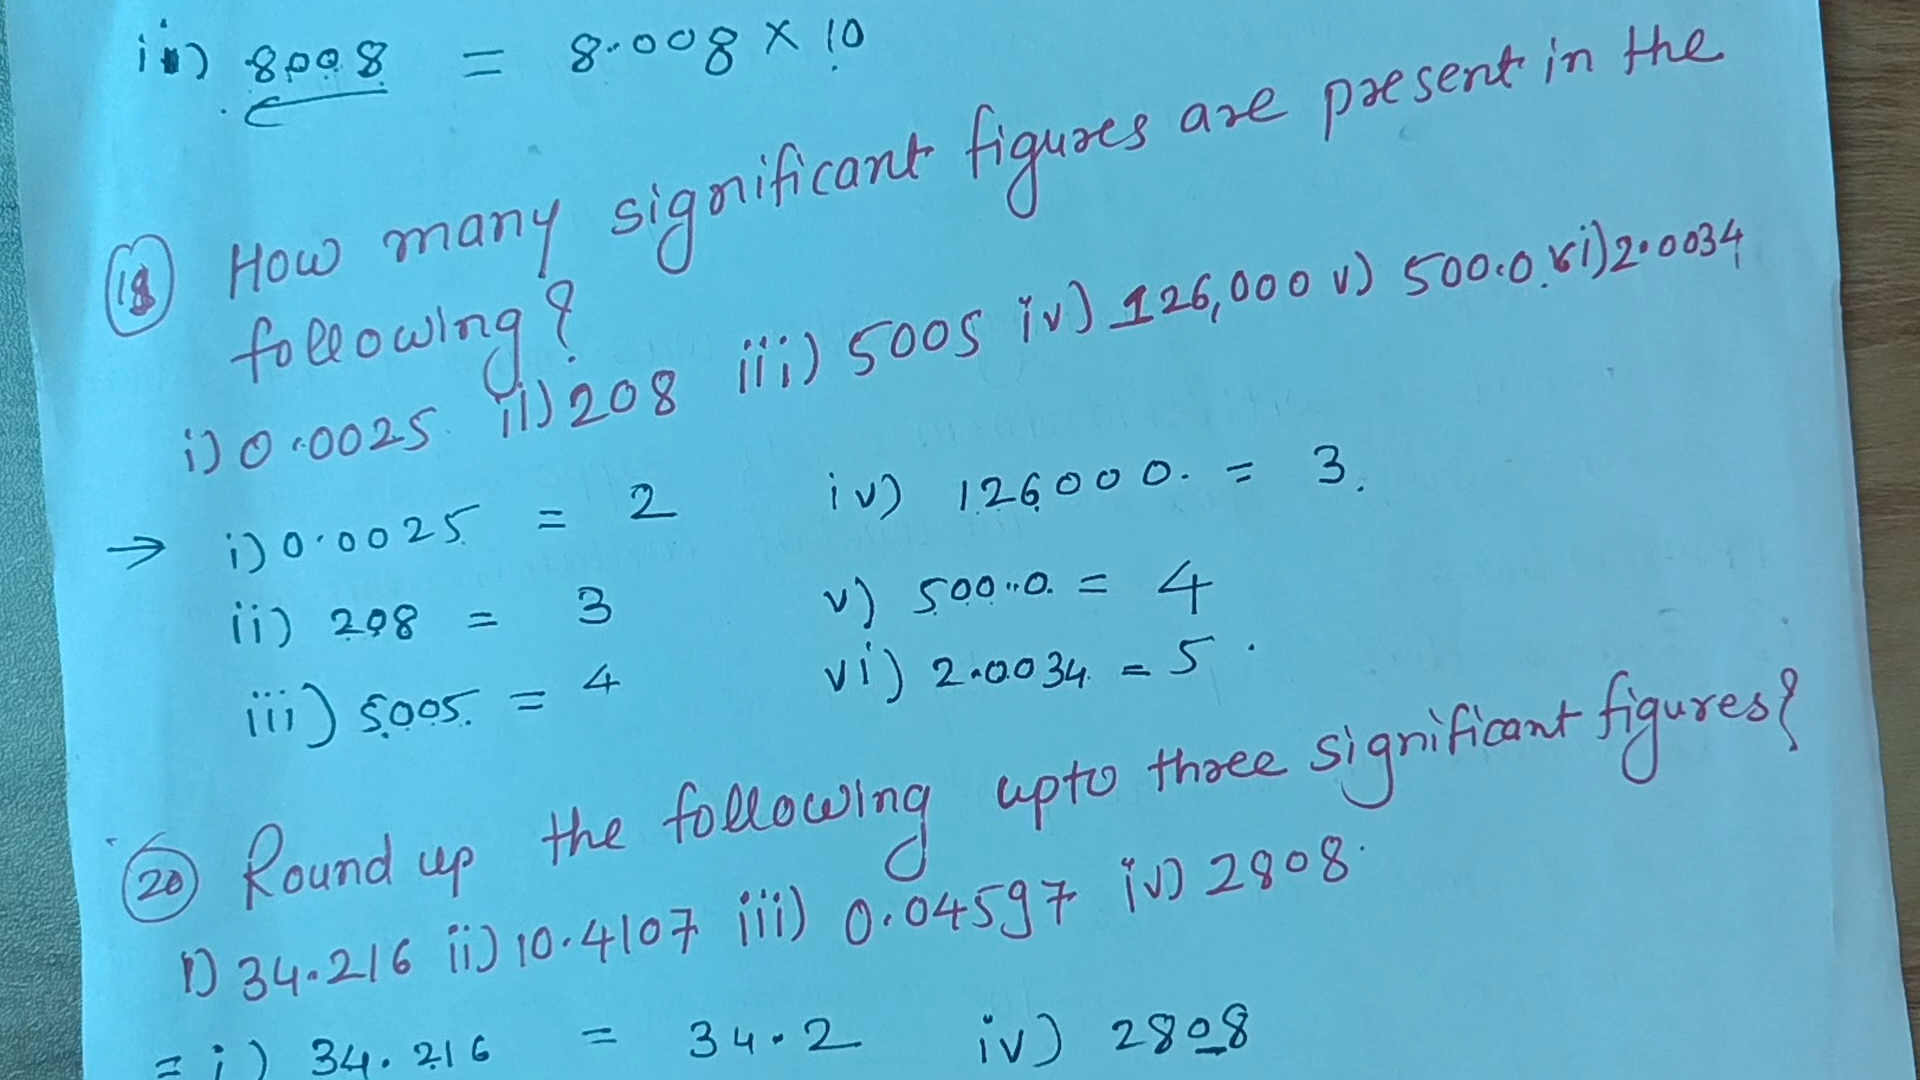 iii) 8008 = 8.008 × 10
19 How many significant figures are present in the
following?
i) 0.0025 ii) 208 iii) 5005 iv) 126,000 v) 500.0 vi) 2.0034
→ i) 0.0025 = 2 iv) 126000. = 3.
ii) 208 = 3 v) 500.0. = 4
iii) 5005. = 4 vi) 2.0034. = 5.
20 Round up the following upto three significant figures?
i) 34.216 ii) 10.4107 iii) 0.04597 iv) 2808.
= i) 34.216 = 34.2 iv) 2808